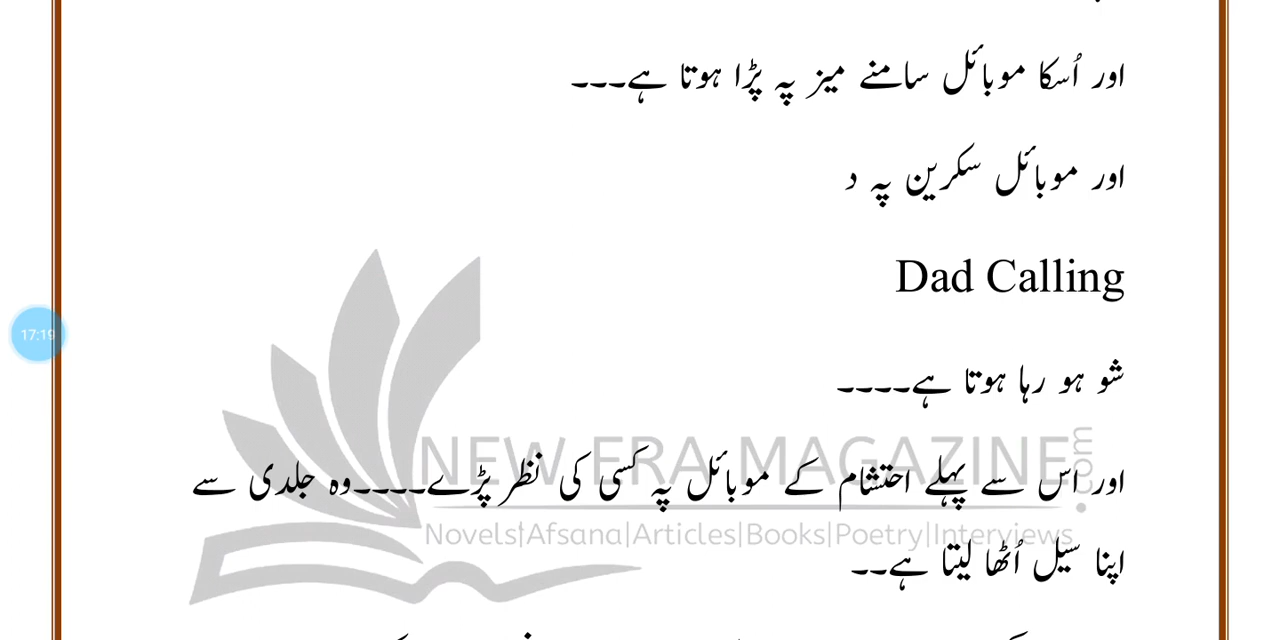 اور اُسکا موبائل سامنے میز پہ پڑا ہوتا ہے۔۔۔
اور موبائل سکرین پہ د
Dad Calling
شو ہو رہا ہوتا ہے۔۔۔۔
17:19
NEW ERA MAGAZINE.com
اور اس سے پہلے احتشام کے موبائل پہ کسی کی نظر پڑے۔۔۔۔وہ جلدی سے
Novels|Afsana|Articles|Books|Poetry|Interviews
اپنا سیل اُٹھا لیتا ہے۔۔